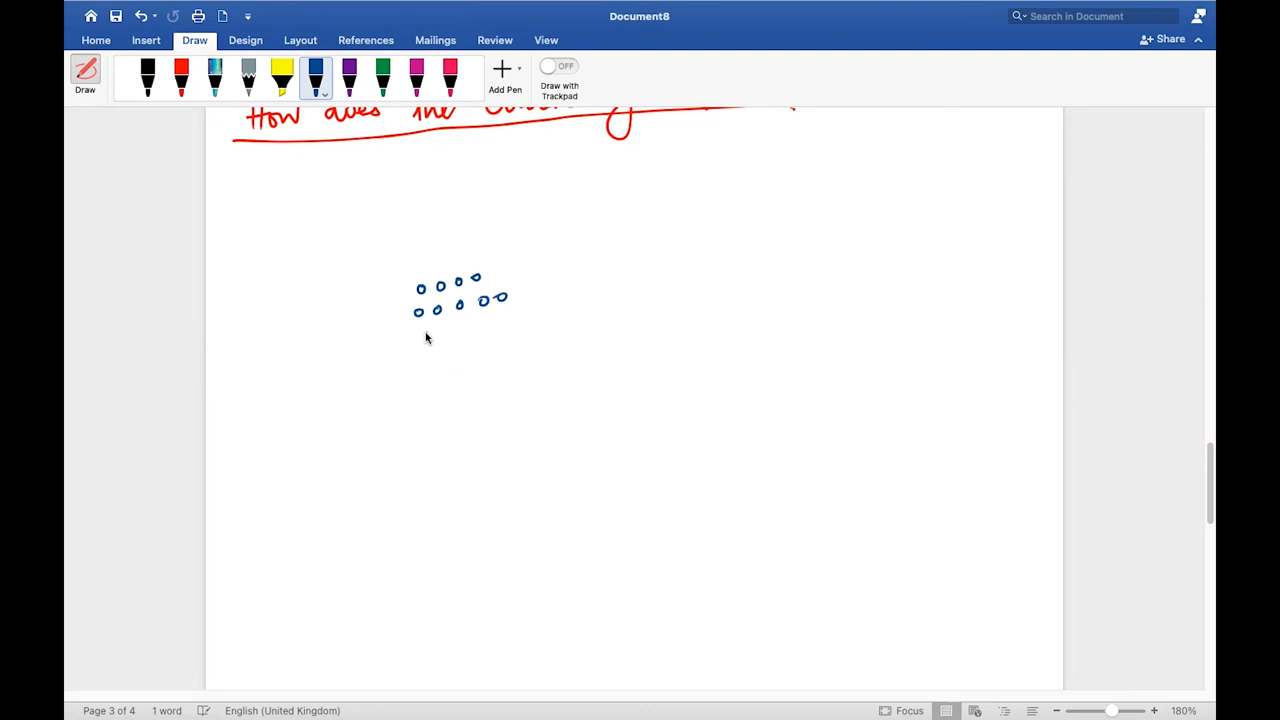 Document8
Search in Document
Home Insert Draw Design Layout References Mailings Review View
Share
Draw
Add Pen
OFF
Draw with
Trackpad
How does the
Page 3 of 4 1 word English (United Kingdom) Focus 180%